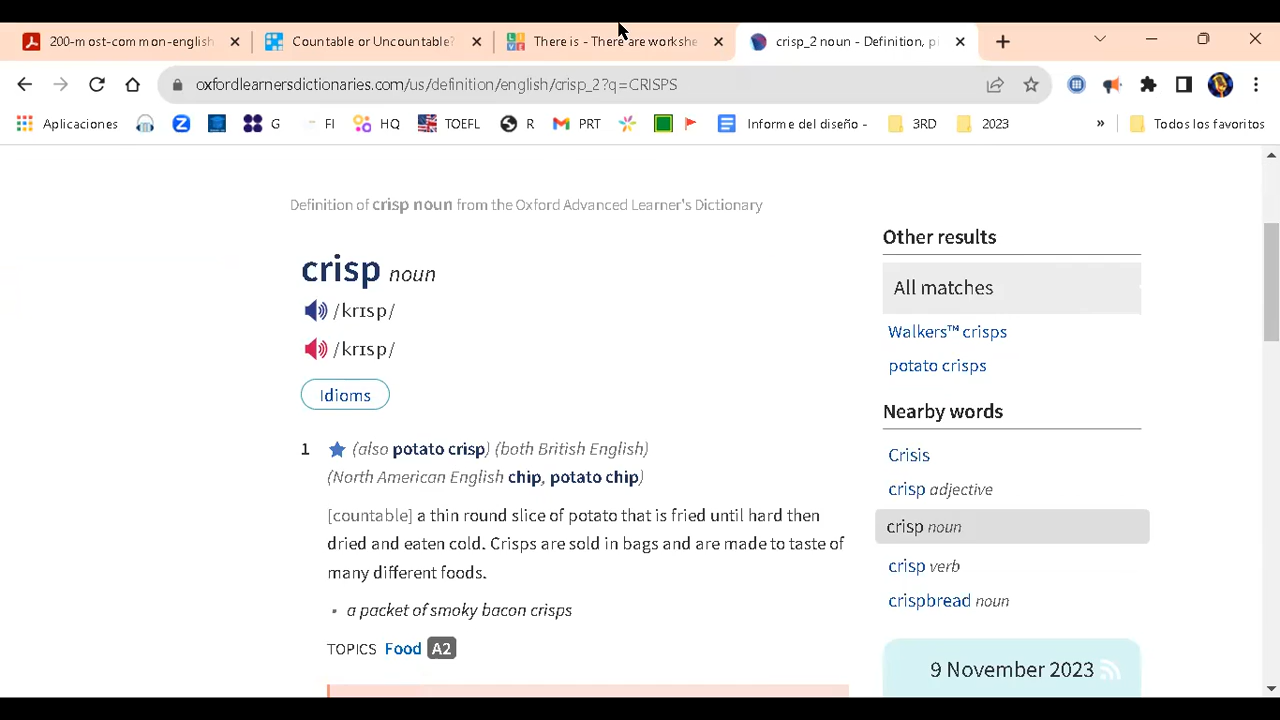 200-most-common-english
Countable or Uncountable?
There is - There are workshe
crisp_2 noun - Definition, pi
oxfordlearnersdictionaries.com/us/definition/english/crisp_2?q=CRISPS
Aplicaciones
G
FI
HQ
TOEFL
R
PRT
Informe del diseño -
3RD
2023
»
Todos los favoritos
Definition of crisp noun from the Oxford Advanced Learner's Dictionary
crisp noun
/krɪsp/
/krɪsp/
Idioms
1 (also potato crisp) (both British English)
(North American English chip, potato chip)
[countable] a thin round slice of potato that is fried until hard then
dried and eaten cold. Crisps are sold in bags and are made to taste of
many different foods.
• a packet of smoky bacon crisps
TOPICS Food A2
Other results
All matches
Walkers™ crisps
potato crisps
Nearby words
Crisis
crisp adjective
crisp noun
crisp verb
crispbread noun
9 November 2023